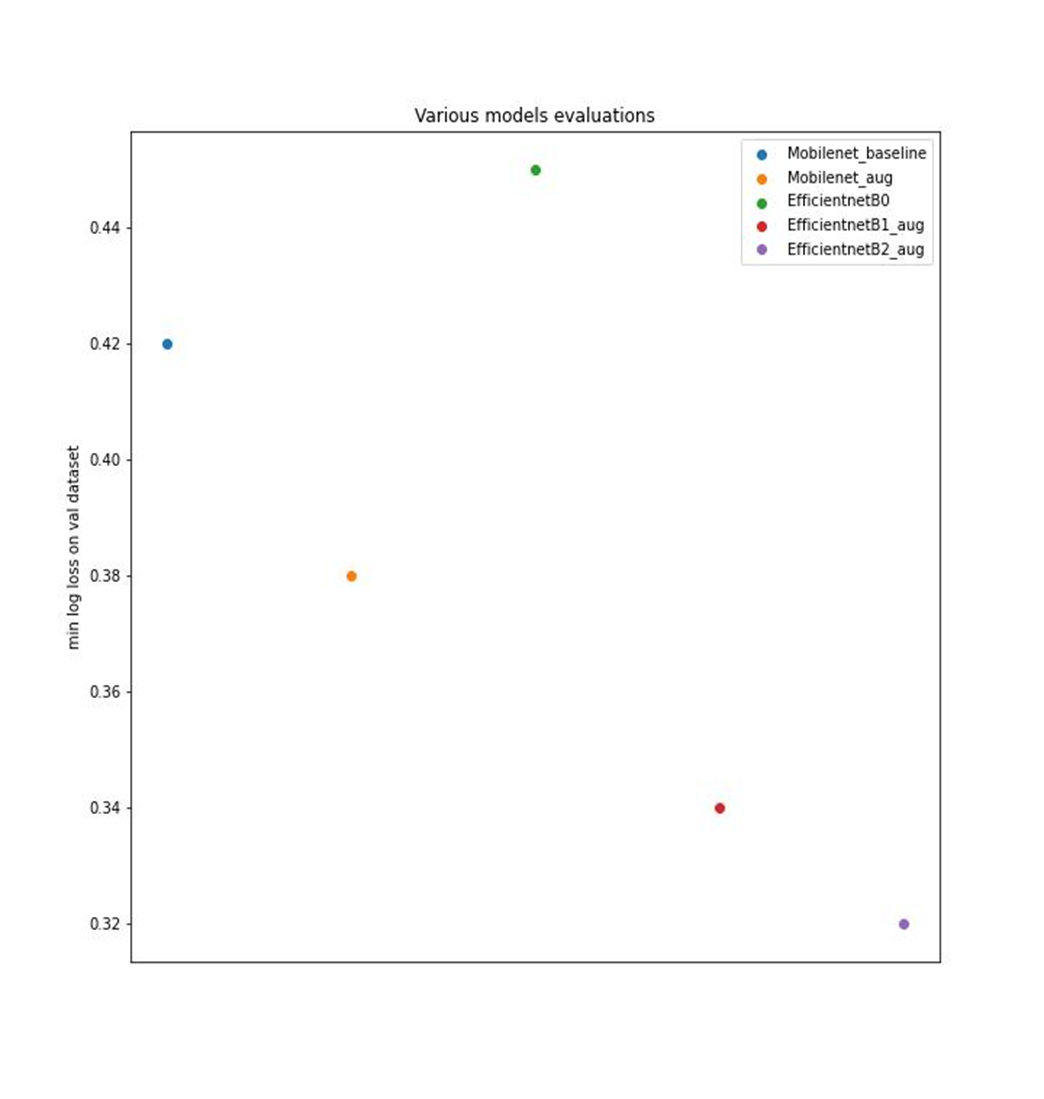 Various models evaluations
Mobilenet_baseline
Mobilenet_aug
EfficientnetB0
EfficientnetB1_aug
EfficientnetB2_aug
0.44
0.42
0.40
0.38
0.36
0.34
0.32
min log loss on val dataset